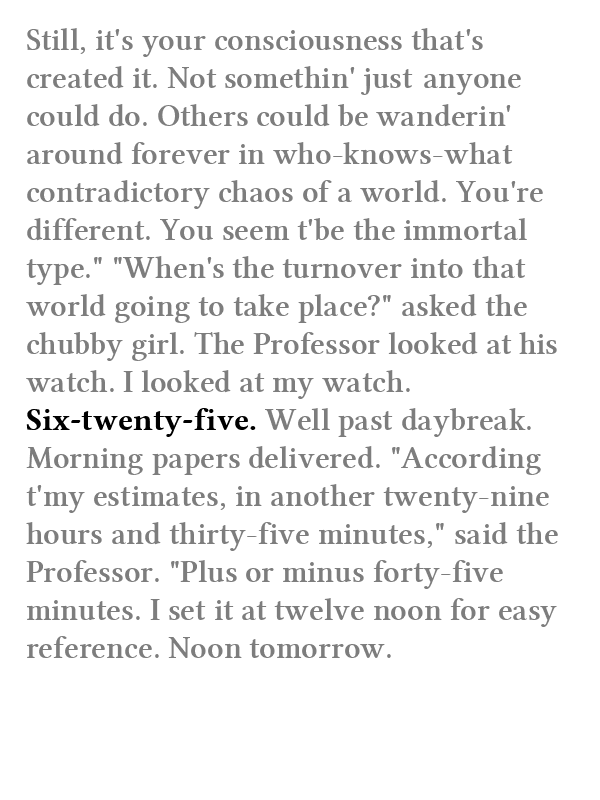 Still, it's your consciousness that's
created it. Not somethin' just anyone
could do. Others could be wanderin'
around forever in who-knows-what
contradictory chaos of a world. You're
different. You seem t'be the immortal
type." "When's the turnover into that
world going to take place?" asked the
chubby girl. The Professor looked at his
watch. I looked at my watch.
Six-twenty-five. Well past daybreak.
Morning papers delivered. "According
t'my estimates, in another twenty-nine
hours and thirty-five minutes," said the
Professor. "Plus or minus forty-five
minutes. I set it at twelve noon for easy
reference. Noon tomorrow.